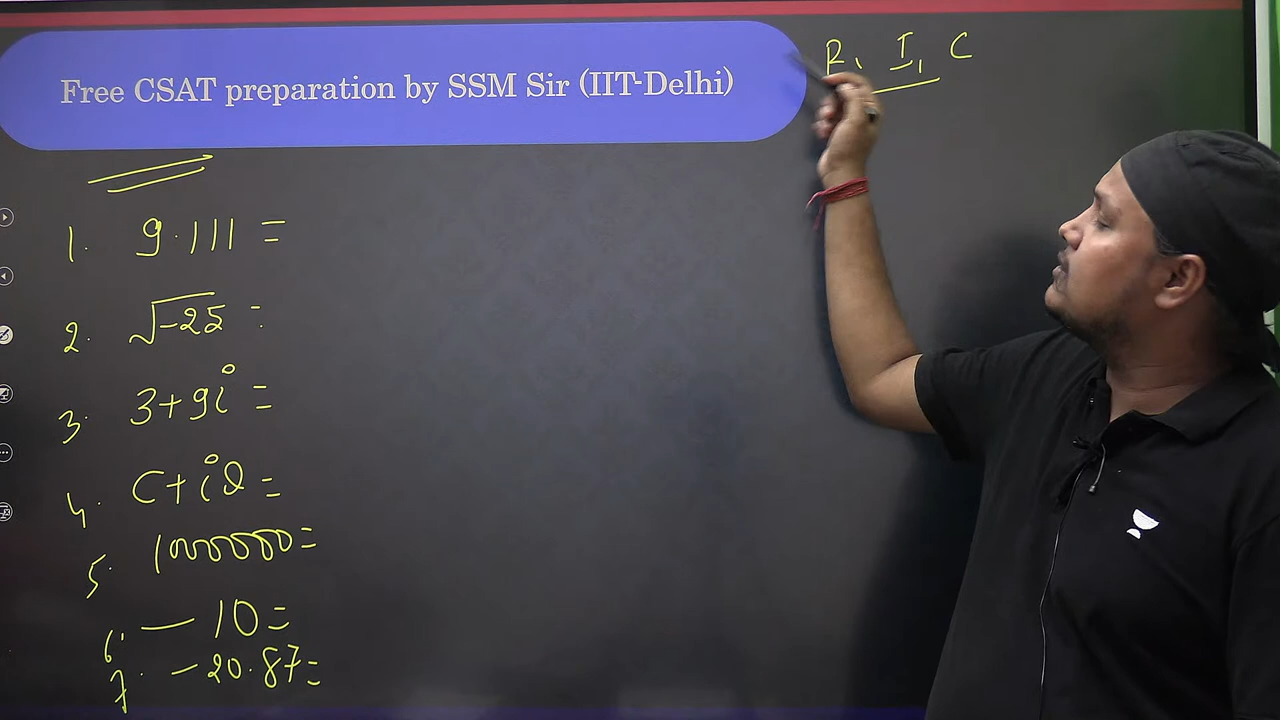 Free CSAT preparation by SSM Sir (IIT-Delhi)
R, I, C
1. 9.111 =
2. √-25 =
3. 3+9i =
4. C+i2 =
5. 1000000 =
6. -10 =
7. -20.87 =